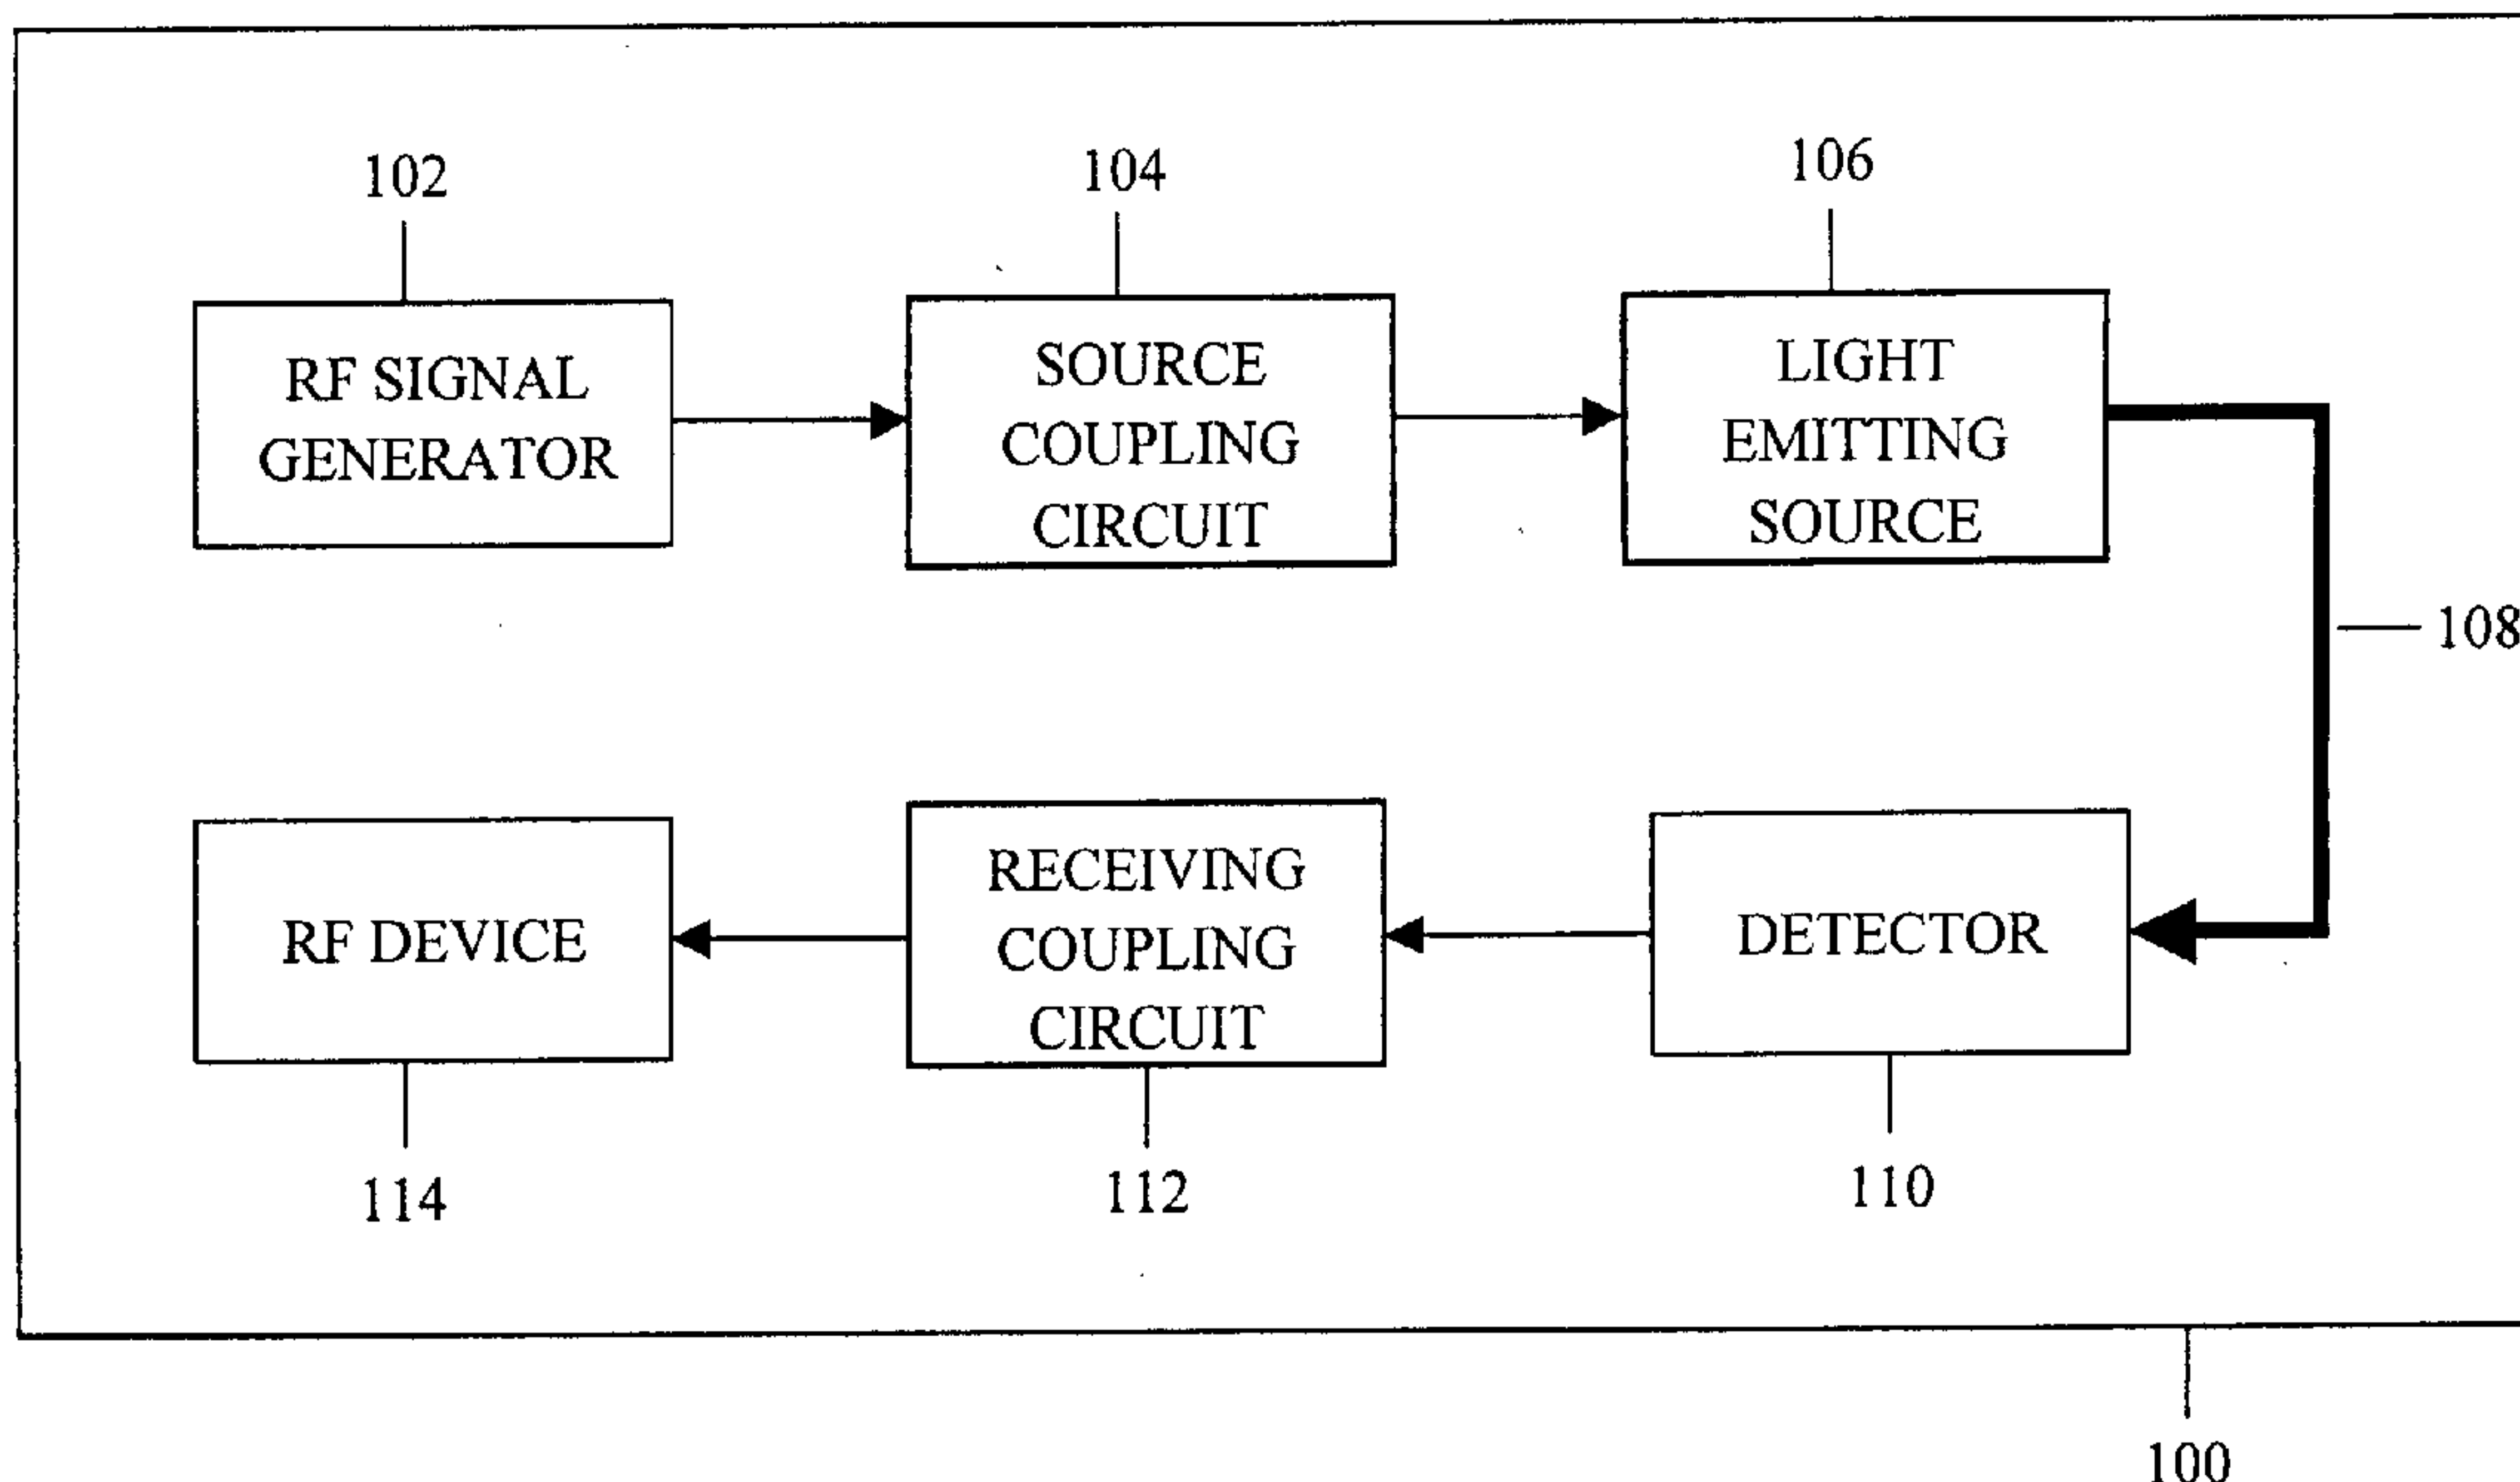 102
104
106
RF SIGNAL
GENERATOR
SOURCE
COUPLING
CIRCUIT
LIGHT
EMITTING
SOURCE
108
RF DEVICE
RECEIVING
COUPLING
CIRCUIT
DETECTOR
114
112
110
100